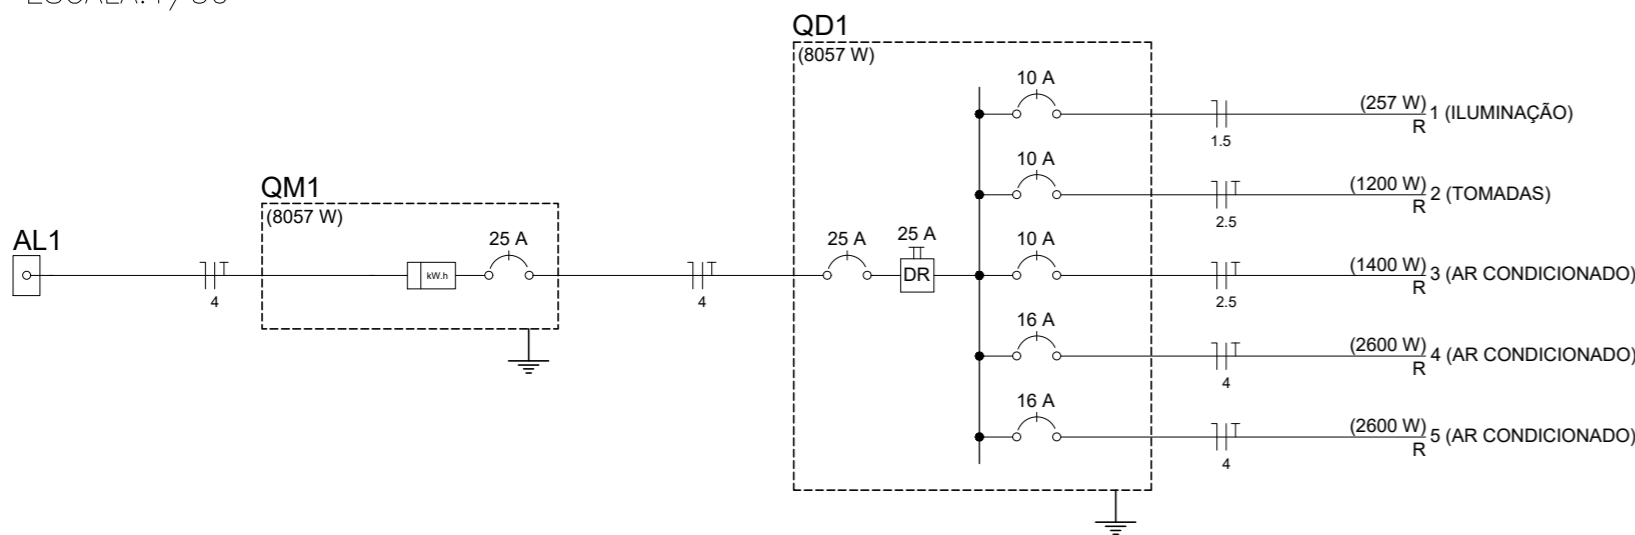 QD1
(8057 W)
10 A
(257 W)
1 (ILUMINAÇÃO)
R
1.5
10 A
(1200 W)
2 (TOMADAS)
R
2.5
QM1
(8057 W)
AL1
25 A
25 A
25 A
10 A
kW.h
DR
(1400 W)
3 (AR CONDICIONADO)
R
4
4
2.5
16 A
(2600 W)
4 (AR CONDICIONADO)
R
4
16 A
(2600 W)
5 (AR CONDICIONADO)
R
4